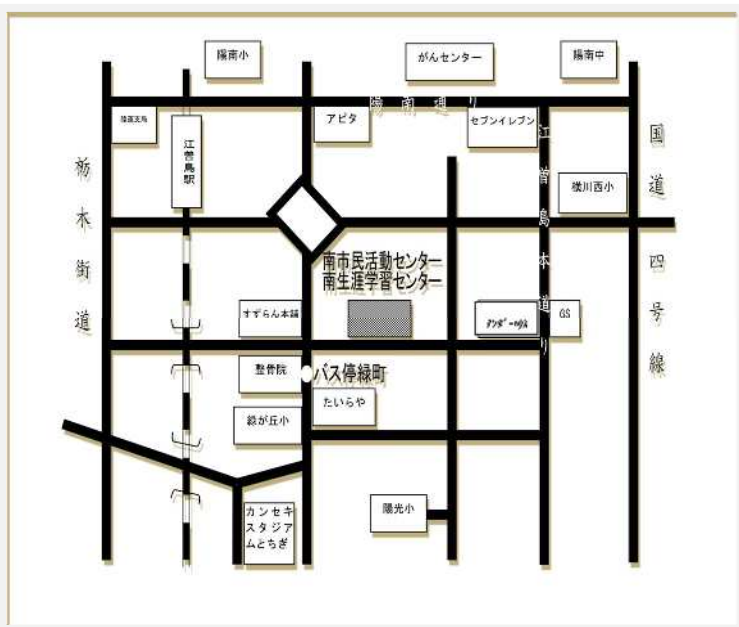 陽南小
がんセンター
陽南中
陽南通り
陸運支局
江曽島駅
アピタ
セブンイレブン
江曽島本通り
国道四号線
栃木街道
横川西小
南市民活動センター
南生涯学習センター
すずらん本舗
GS
整骨院
バス停緑町
たいらや
緑が丘小
カンセキ
スタジア
ムとちぎ
陽光小